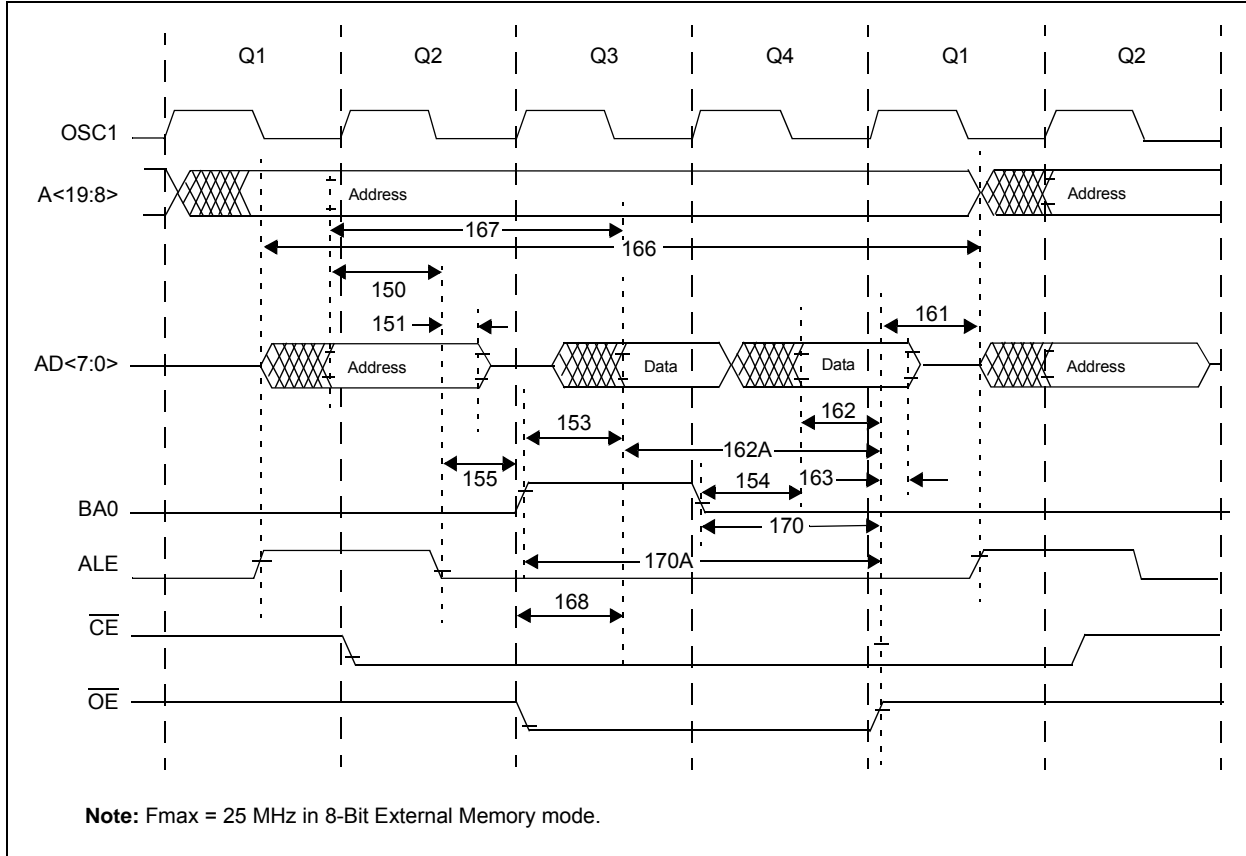 Q1 Q2 Q3 Q4 Q1 Q2
OSC1
A<19:8>
Address Address
167
166
150
151
161
AD<7:0>
Address Data Data Address
162
153
162A
155
154 163
BA0
170
ALE
170A
168
CE
OE
Note: Fmax = 25 MHz in 8-Bit External Memory mode.